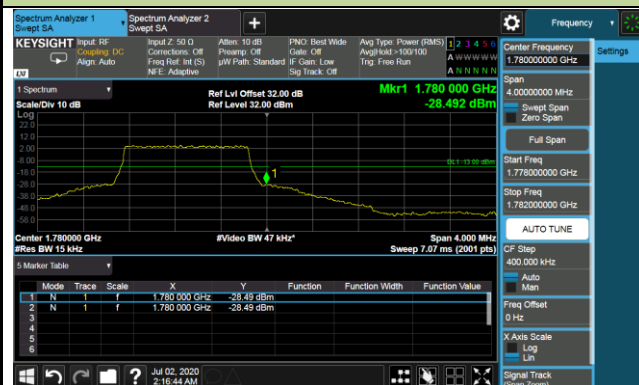 Spectrum Analyzer 1
Swept SA
Spectrum Analyzer 2
Swept SA
+
Frequency
KEYSIGHT
Input: RF
Coupling: DC
Align: Auto
Input Z: 50 Ω
Corrections: Off
Freq Ref: Int (S)
NFE: Adaptive
Atten: 10 dB
Preamp: Off
µW Path: Standard
PNO: Best Wide
Gate: Off
IF Gain: Low
Sig Track: Off
Avg Type: Power (RMS)
Avg|Hold:>100/100
Trig: Free Run
1 2 3 4 5 6
A W W W W W
A N N N N N
LXI
Center Frequency
1.780000000 GHz
Settings
Span
4.00000000 MHz
Swept Span
Zero Span
Full Span
Start Freq
1.778000000 GHz
Stop Freq
1.782000000 GHz
AUTO TUNE
CF Step
400.000 kHz
Auto
Man
Freq Offset
0 Hz
X Axis Scale
Log
Lin
Signal Track
(Span Zoom)
1 Spectrum
Scale/Div 10 dB
Ref Lvl Offset 32.00 dB
Ref Level 32.00 dBm
Mkr1 1.780 000 GHz
-28.492 dBm
Log
22.0
12.0
2.00
-8.00
-18.0
-28.0
-38.0
-48.0
-58.0
DL1 -13.00 dBm
1
Center 1.780000 GHz
#Res BW 15 kHz
#Video BW 47 kHz*
Span 4.000 MHz
Sweep 7.07 ms (2001 pts)
5 Marker Table
Mode Trace Scale X Y Function Function Width Function Value
1 N 1 f 1.780 000 GHz -28.49 dBm
2 N 1 f 1.780 000 GHz -28.49 dBm
3
4
5
6
?
Jul 02, 2020
2:16:44 AM